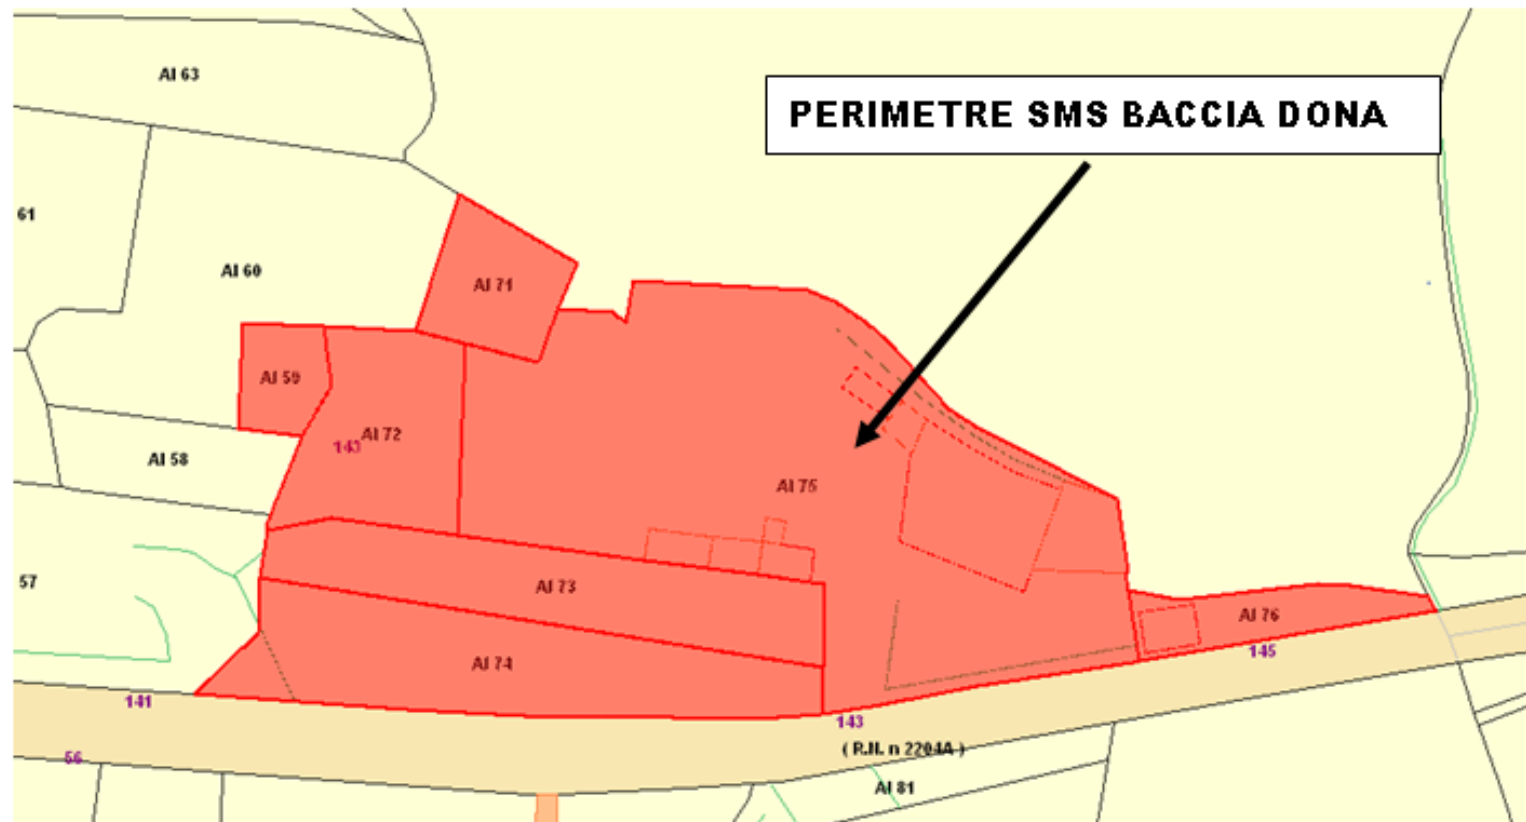 AI 63
PERIMETRE SMS BACCIA DONA
61
AI 60
AI 71
AI 59
AI 72
143
AI 58
AI 75
57
AI 73
AI 76
AI 74
145
141
143
56
( R.N. n 2204A )
AI 81